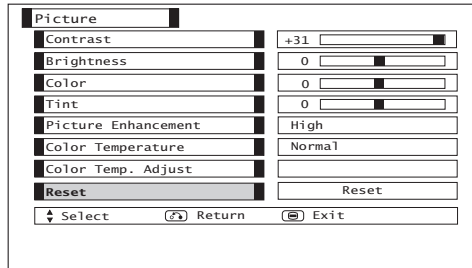 Picture
Contrast +31
Brightness 0
Color 0
Tint 0
Picture Enhancement High
Color Temperature Normal
Color Temp. Adjust
Reset Reset
Select Return Exit